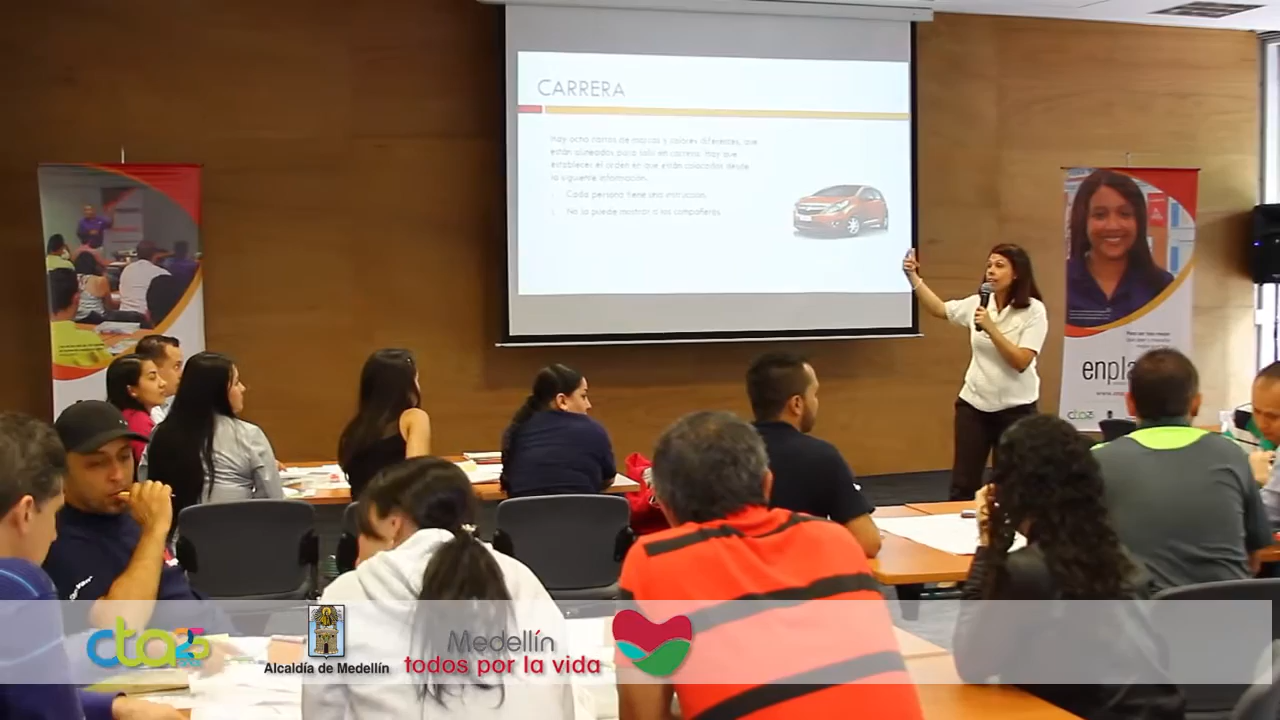 CARRERA
Hay ocho carros de marcas y colores diferentes, que
están alineados para salir en carrera. Hay que
establecer el orden en que están colocados desde
la siguiente información.
Cada persona tiene una instrucción.
No la puede mostrar a los compañeros.
enpla
cta
cta 25
Alcaldía de Medellín
Medellín
todos por la vida